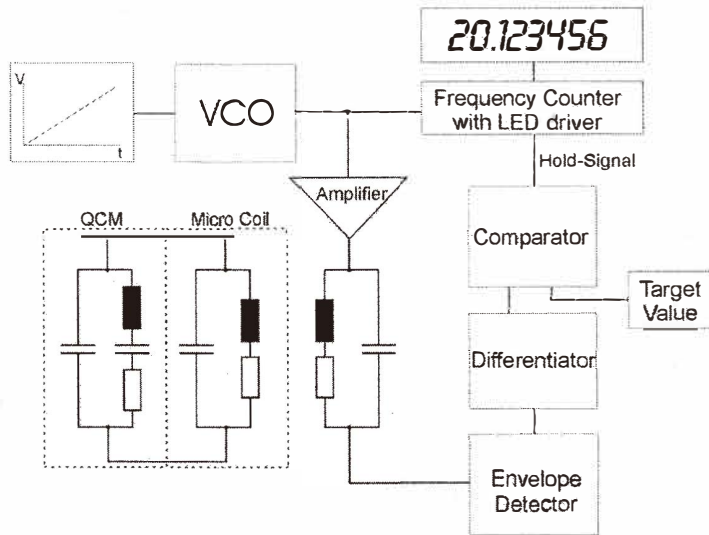 20.123456
V
t
VCO
Frequency Counter
with LED driver
Hold-Signal
Amplifier
QCM
Micro Coil
Comparator
Target
Value
Differentiator
Envelope
Detector